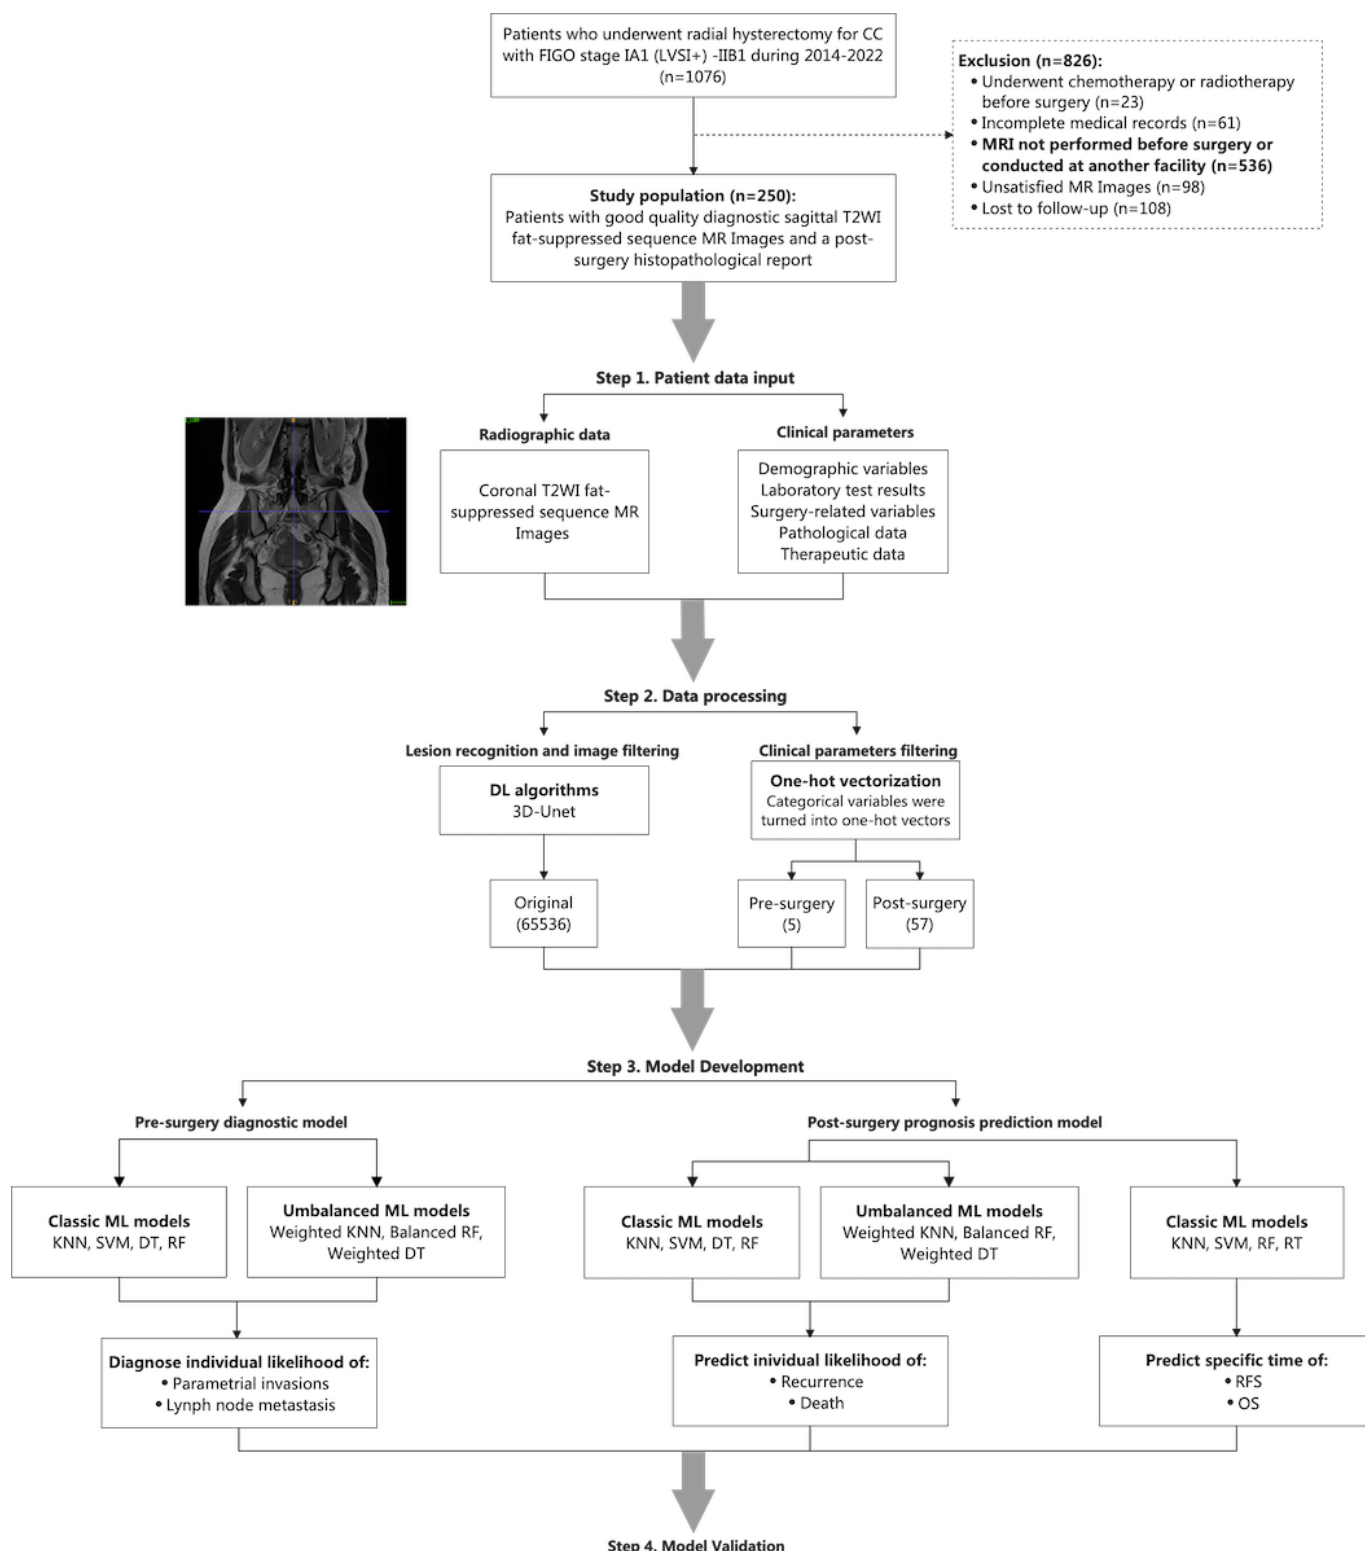 Patients who underwent radial hysterectomy for CC
with FIGO stage IA1 (LVSI+) -IIB1 during 2014-2022
(n=1076)
Exclusion (n=826):
• Underwent chemotherapy or radiotherapy
before surgery (n=23)
• Incomplete medical records (n=61)
• MRI not performed before surgery or
conducted at another facility (n=536)
• Unsatisfied MR Images (n=98)
• Lost to follow-up (n=108)
Study population (n=250):
Patients with good quality diagnostic sagittal T2WI
fat-suppressed sequence MR Images and a post-
surgery histopathological report
Step 1. Patient data input
Radiographic data
Coronal T2WI fat-
suppressed sequence MR
Images
Clinical parameters
Demographic variables
Laboratory test results
Surgery-related variables
Pathological data
Therapeutic data
Step 2. Data processing
Lesion recognition and image filtering
DL algorithms
3D-Unet
Original
(65536)
Clinical parameters filtering
One-hot vectorization
Categorical variables were
turned into one-hot vectors
Pre-surgery
(5)
Post-surgery
(57)
Step 3. Model Development
Pre-surgery diagnostic model
Classic ML models
KNN, SVM, DT, RF
Umbalanced ML models
Weighted KNN, Balanced RF,
Weighted DT
Diagnose individual likelihood of:
• Parametrial invasions
• Lynph node metastasis
Post-surgery prognosis prediction model
Classic ML models
KNN, SVM, DT, RF
Umbalanced ML models
Weighted KNN, Balanced RF,
Weighted DT
Classic ML models
KNN, SVM, RF, RT
Predict inividual likelihood of:
• Recurrence
• Death
Predict specific time of:
• RFS
• OS
Step 4. Model Validation